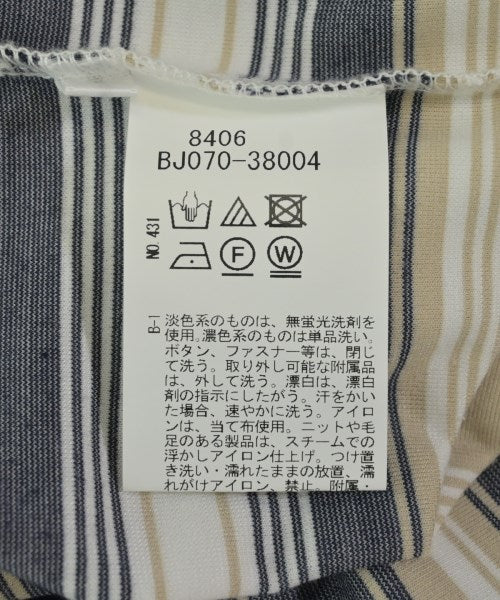 8406
BJ070-38004
NO.431
F
W
B-1
淡色系のものは、無蛍光洗剤を
使用。濃色系のものは単品洗い。
ボタン、ファスナー等は、閉じ
て洗う。取り外し可能な附属品
は、外して洗う。漂白は、漂白
剤の指示にしたがう。汗をかい
た場合、速やかに洗う。アイロ
ンは、当て布使用。ニットや毛
足のある製品は、スチームでの
浮かしアイロン仕上げ。つけ置
き洗い・濡れたままの放置、濡
れがけアイロン、禁止。附属・